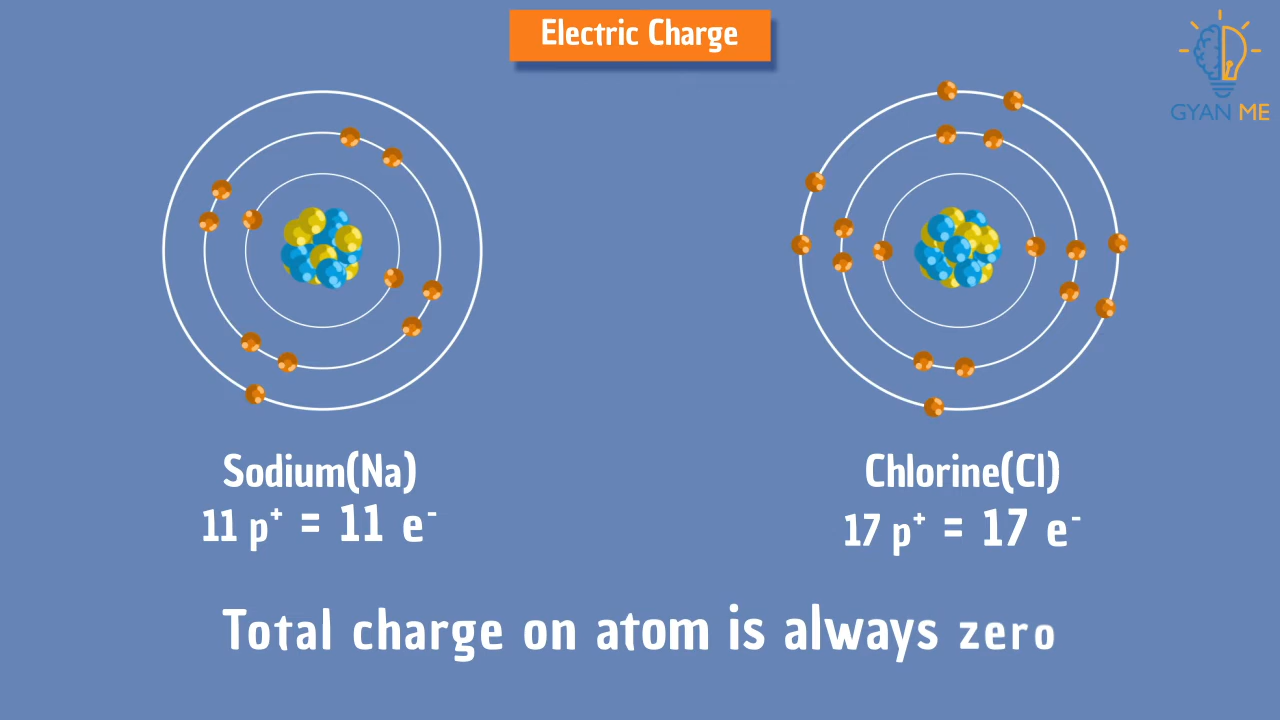 Electric Charge
GYAN ME
Sodium(Na)
11 p⁺ = 11 e⁻
Chlorine(Cl)
17 p⁺ = 17 e⁻
Total charge on atom is always zero